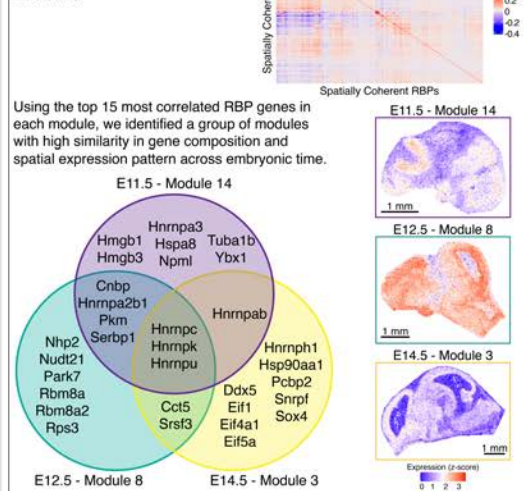 0.2
0
-0.2
-0.4
Spatially Coherent RBPs
Using the top 15 most correlated RBP genes in
each module, we identified a group of modules
with high similarity in gene composition and
spatial expression pattern across embryonic time.
E11.5 - Module 14
Hmgb1
Hmgb3
Hnrnpa3
Hspa8
Npml
Tuba1b
Ybx1
Cnbp
Hnrnpa2b1
Pkm
Serbp1
Hnrnpab
Hnrnpc
Hnrnpk
Hnrnpu
Nhp2
Nudt21
Park7
Rbm8a
Rbm8a2
Rps3
Cct5
Srsf3
Hnrnph1
Hsp90aa1
Pcbp2
Snrpf
Sox4
Ddx5
Eif1
Eif4a1
Eif5a
E12.5 - Module 8
E14.5 - Module 3
E11.5 - Module 14
1 mm
E12.5 - Module 8
1 mm
E14.5 - Module 3
1 mm
Expression (z-score)
0 1 2 3